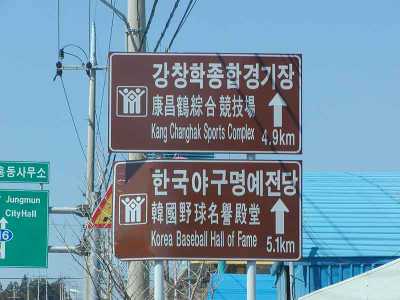 강창학종합경기장
康昌鶴綜合競技場
Kang Changhak Sports Complex
4.9km
한국야구명예전당
韓國野球名譽殿堂
Korea Baseball Hall of Fame
5.1km
동사무소
Jungmun
CityHall
16